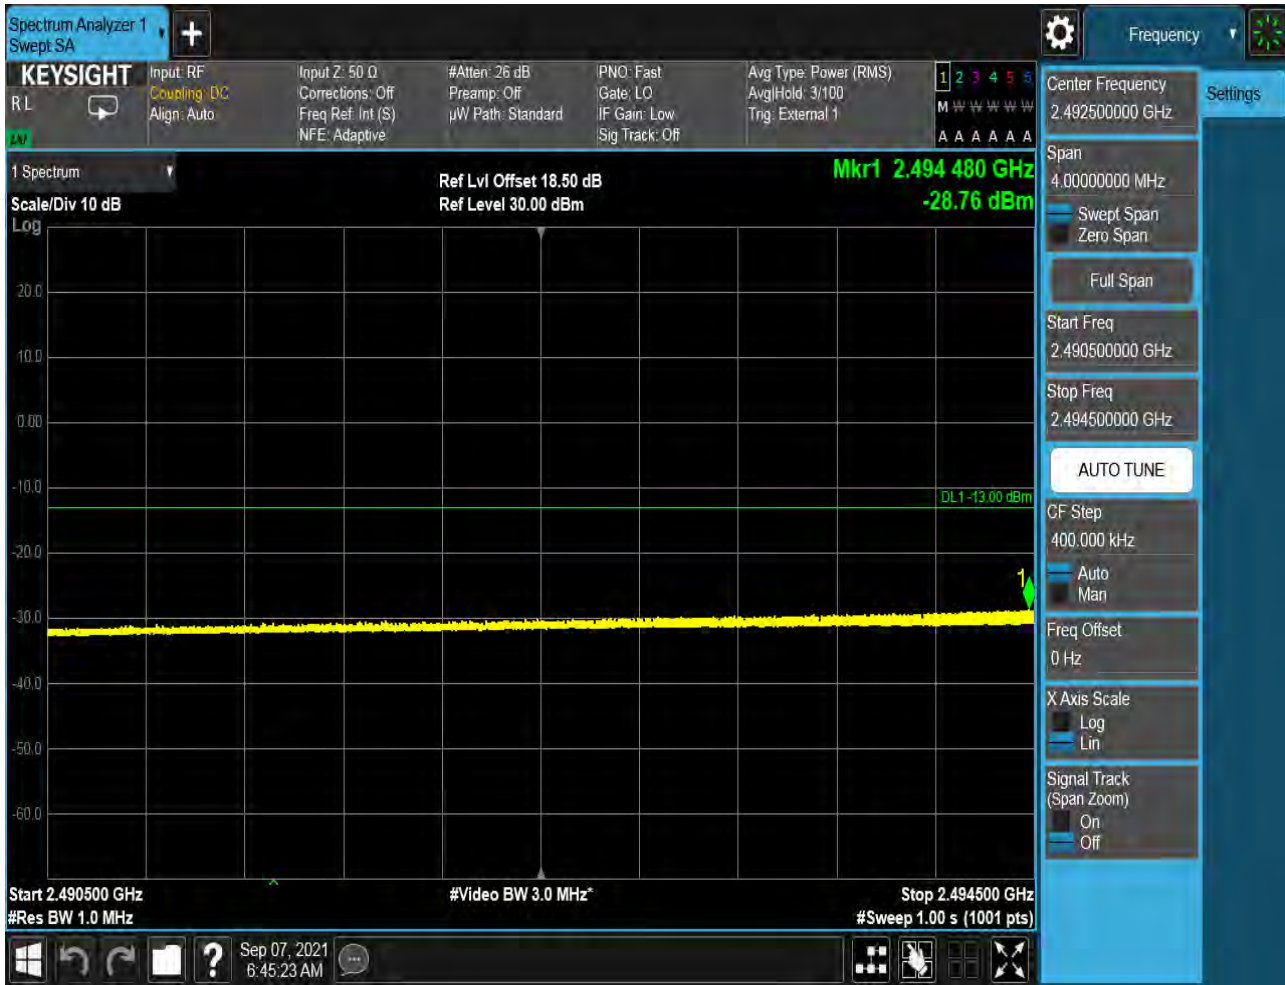 Spectrum Analyzer 1
Swept SA
+
Frequency
KEYSIGHT
R L
Input: RF
Coupling: DC
Align: Auto
Input Z: 50 Ω
Corrections: Off
Freq Ref: Int (S)
NFE: Adaptive
#Atten: 26 dB
Preamp: Off
µW Path: Standard
PNO: Fast
Gate: LO
IF Gain: Low
Sig Track: Off
Avg Type: Power (RMS)
Avg|Hold: 3/100
Trig: External 1
1 2 3 4 5 6
M W W W W W
A A A A A A
1 Spectrum
Scale/Div 10 dB
Log
Ref Lvl Offset 18.50 dB
Ref Level 30.00 dBm
Mkr1 2.494 480 GHz
-28.76 dBm
20.0
10.0
0.00
-10.0
DL1 -13.00 dBm
-20.0
1
-30.0
-40.0
-50.0
-60.0
Start 2.490500 GHz
#Res BW 1.0 MHz
#Video BW 3.0 MHz*
Stop 2.494500 GHz
#Sweep 1.00 s (1001 pts)
Center Frequency
2.492500000 GHz
Settings
Span
4.00000000 MHz
Swept Span
Zero Span
Full Span
Start Freq
2.490500000 GHz
Stop Freq
2.494500000 GHz
AUTO TUNE
CF Step
400.000 kHz
Auto
Man
Freq Offset
0 Hz
X Axis Scale
Log
Lin
Signal Track
(Span Zoom)
On
Off
?
Sep 07, 2021
6:45:23 AM